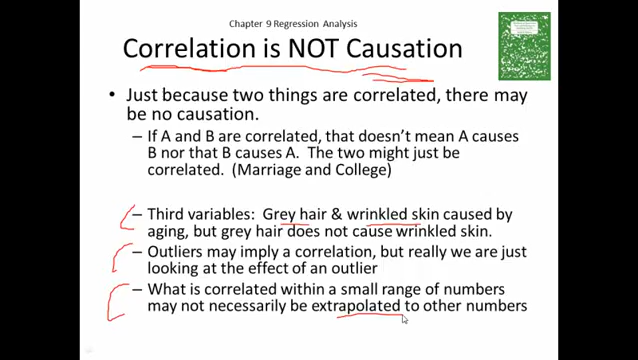 Chapter 9 Regression Analysis
Correlation is NOT Causation
• Just because two things are correlated, there may
be no causation.
– If A and B are correlated, that doesn't mean A causes
B nor that B causes A. The two might just be
correlated. (Marriage and College)
– Third variables: Grey hair & wrinkled skin caused by
aging, but grey hair does not cause wrinkled skin.
– Outliers may imply a correlation, but really we are just
looking at the effect of an outlier
– What is correlated within a small range of numbers
may not necessarily be extrapolated to other numbers